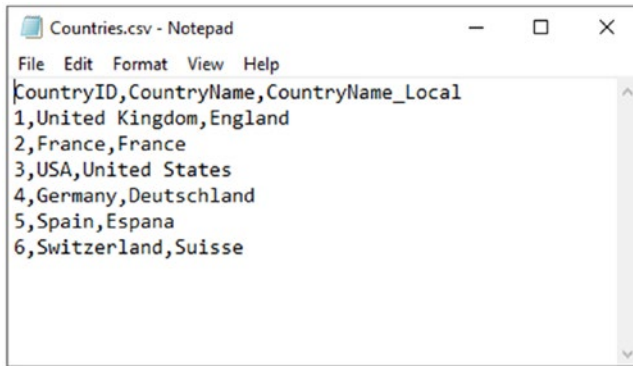 Countries.csv - Notepad
File Edit Format View Help
CountryID,CountryName,CountryName_Local
1,United Kingdom,England
2,France,France
3,USA,United States
4,Germany,Deutschland
5,Spain,Espana
6,Switzerland,Suisse